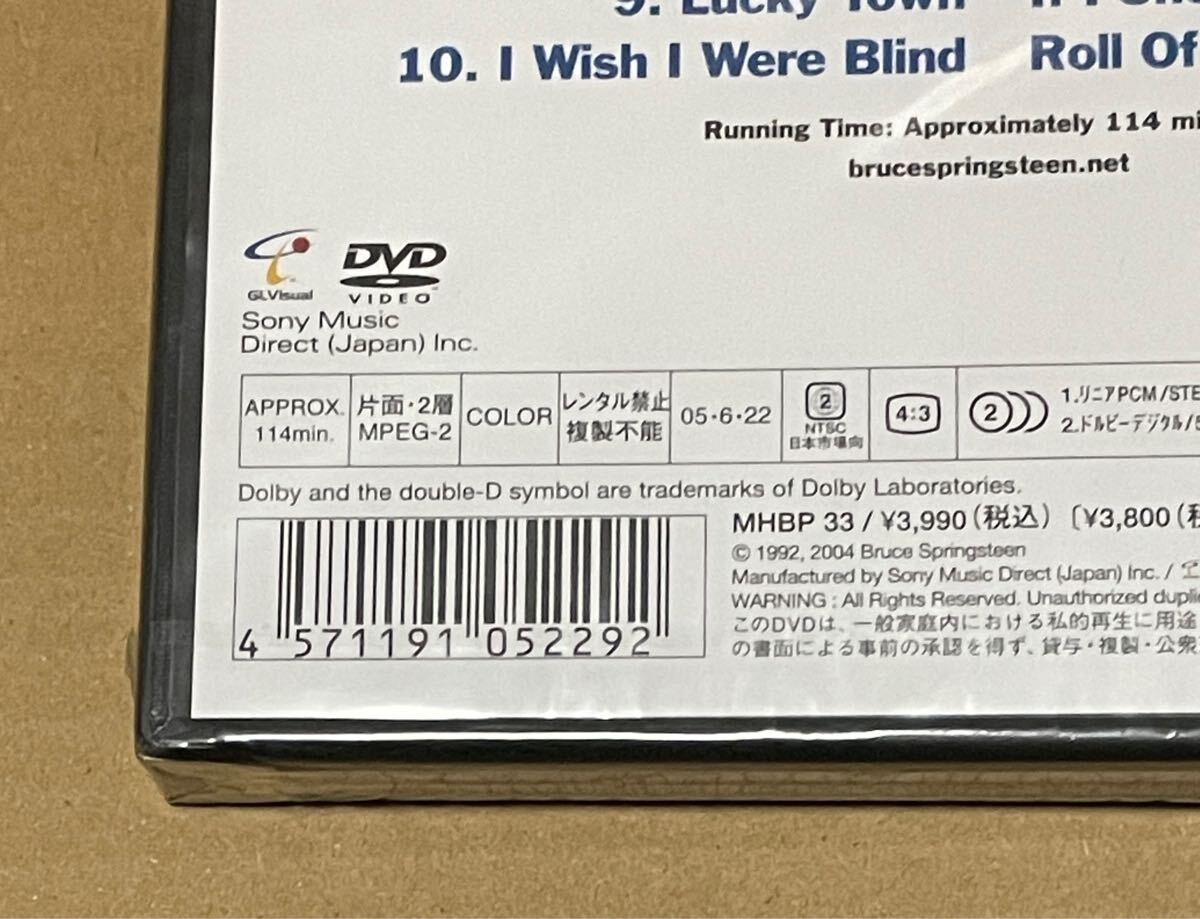 9. Lucky Town
10. I Wish I Were Blind Roll Of
Running Time: Approximately 114
brucespringsteen.net
GLVisual
DVD
VIDEO
Sony Music
Direct (Japan) Inc.
APPROX.
114min.
片面・2層
MPEG-2
COLOR
レンタル禁止
複製不能
05・6・22
2
NTSC
日本市場向
4:3
2
1.リニアPCM/STE
2.ドルビーデジタル/
Dolby and the double-D symbol are trademarks of Dolby Laboratories.
MHBP 33 / ¥3,990(税込) 〔¥3,800(税
© 1992, 2004 Bruce Springsteen
Manufactured by Sony Music Direct (Japan) Inc. /
WARNING : All Rights Reserved. Unauthorized
このDVDは、一般家庭内における私的再生に用途
の書面による事前の承認を得ず、貸与・複製・公衆
4 571191 052292